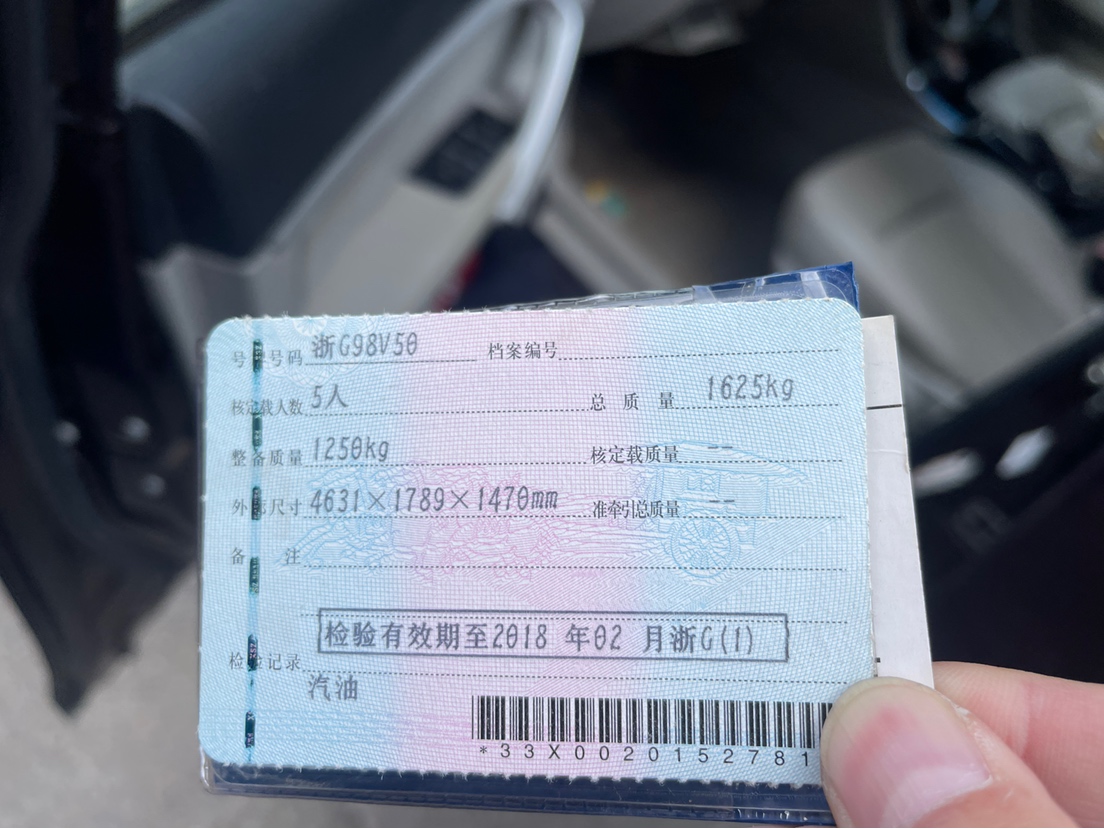 号牌号码 浙G98V50 档案编号
核定载人数 5人 总质量 1625kg
整备质量 1250kg 核定载质量 --
外廓尺寸 4631×1789×1470mm 准牵引总质量 --
备注
检验有效期至2018 年02 月浙G(1)
检验记录
汽油
*33X0020152781